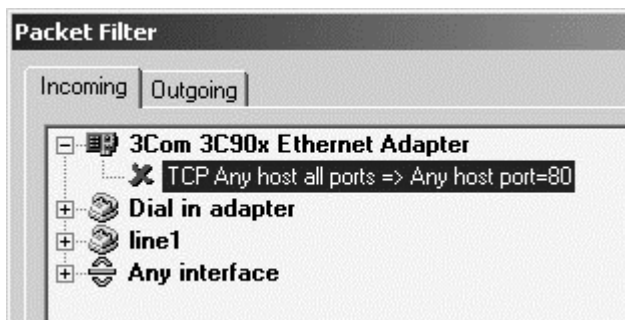 Packet Filter
Incoming Outgoing
3Com 3C90x Ethernet Adapter
TCP Any host all ports => Any host port=80
Dial in adapter
line1
Any interface